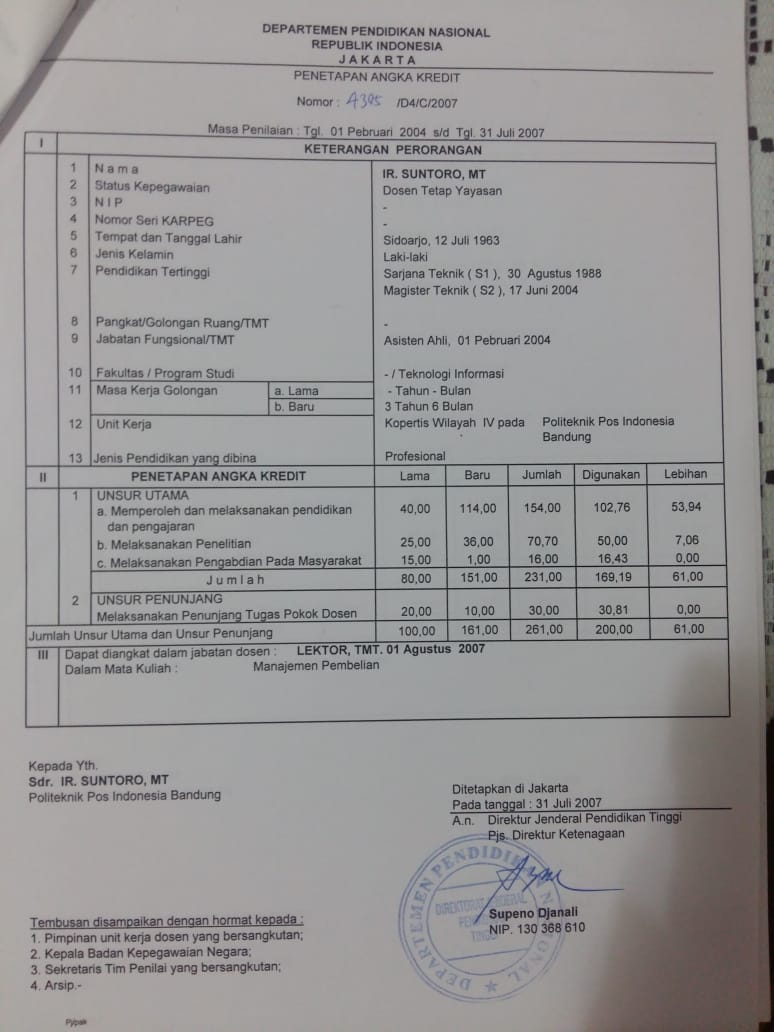 DEPARTEMEN PENDIDIKAN NASIONAL
REPUBLIK INDONESIA
J A K A R T A
PENETAPAN ANGKA KREDIT
Nomor : A395 /D4/C/2007
Masa Penilaian : Tgl. 01 Pebruari 2004 s/d Tgl. 31 Juli 2007
I KETERANGAN PERORANGAN
1 N a m a IR. SUNTORO, MT
2 Status Kepegawaian Dosen Tetap Yayasan
3 N I P -
4 Nomor Seri KARPEG -
5 Tempat dan Tanggal Lahir Sidoarjo, 12 Juli 1963
6 Jenis Kelamin Laki-laki
7 Pendidikan Tertinggi Sarjana Teknik ( S1 ), 30 Agustus 1988
Magister Teknik ( S2 ), 17 Juni 2004
8 Pangkat/Golongan Ruang/TMT -
9 Jabatan Fungsional/TMT Asisten Ahli, 01 Pebruari 2004
10 Fakultas / Program Studi - / Teknologi Informasi
11 Masa Kerja Golongan a. Lama - Tahun - Bulan
b. Baru 3 Tahun 6 Bulan
12 Unit Kerja Kopertis Wilayah IV pada Politeknik Pos Indonesia
Bandung
13 Jenis Pendidikan yang dibina Profesional
II PENETAPAN ANGKA KREDIT Lama Baru Jumlah Digunakan Lebihan
1 UNSUR UTAMA
a. Memperoleh dan melaksanakan pendidikan 40,00 114,00 154,00 102,76 53,94
dan pengajaran
b. Melaksanakan Penelitian 25,00 36,00 70,70 50,00 7,06
c. Melaksanakan Pengabdian Pada Masyarakat 15,00 1,00 16,00 16,43 0,00
J u m l a h 80,00 151,00 231,00 169,19 61,00
2 UNSUR PENUNJANG
Melaksanakan Penunjang Tugas Pokok Dosen 20,00 10,00 30,00 30,81 0,00
Jumlah Unsur Utama dan Unsur Penunjang 100,00 161,00 261,00 200,00 61,00
III Dapat diangkat dalam jabatan dosen : LEKTOR, TMT. 01 Agustus 2007
Dalam Mata Kuliah : Manajemen Pembelian
Kepada Yth.
Sdr. IR. SUNTORO, MT
Politeknik Pos Indonesia Bandung
Ditetapkan di Jakarta
Pada tanggal : 31 Juli 2007
A.n. Direktur Jenderal Pendidikan Tinggi
Pjs. Direktur Ketenagaan
DEPARTEMEN PENDIDIKAN NASIONAL
DIREKTORAT JENDERAL
PENDIDIKAN
TINGGI
Supeno Djanali
NIP. 130 368 610
Tembusan disampaikan dengan hormat kepada :
1. Pimpinan unit kerja dosen yang bersangkutan;
2. Kepala Badan Kepegawaian Negara;
3. Sekretaris Tim Penilai yang bersangkutan;
4. Arsip.-
Pjpak